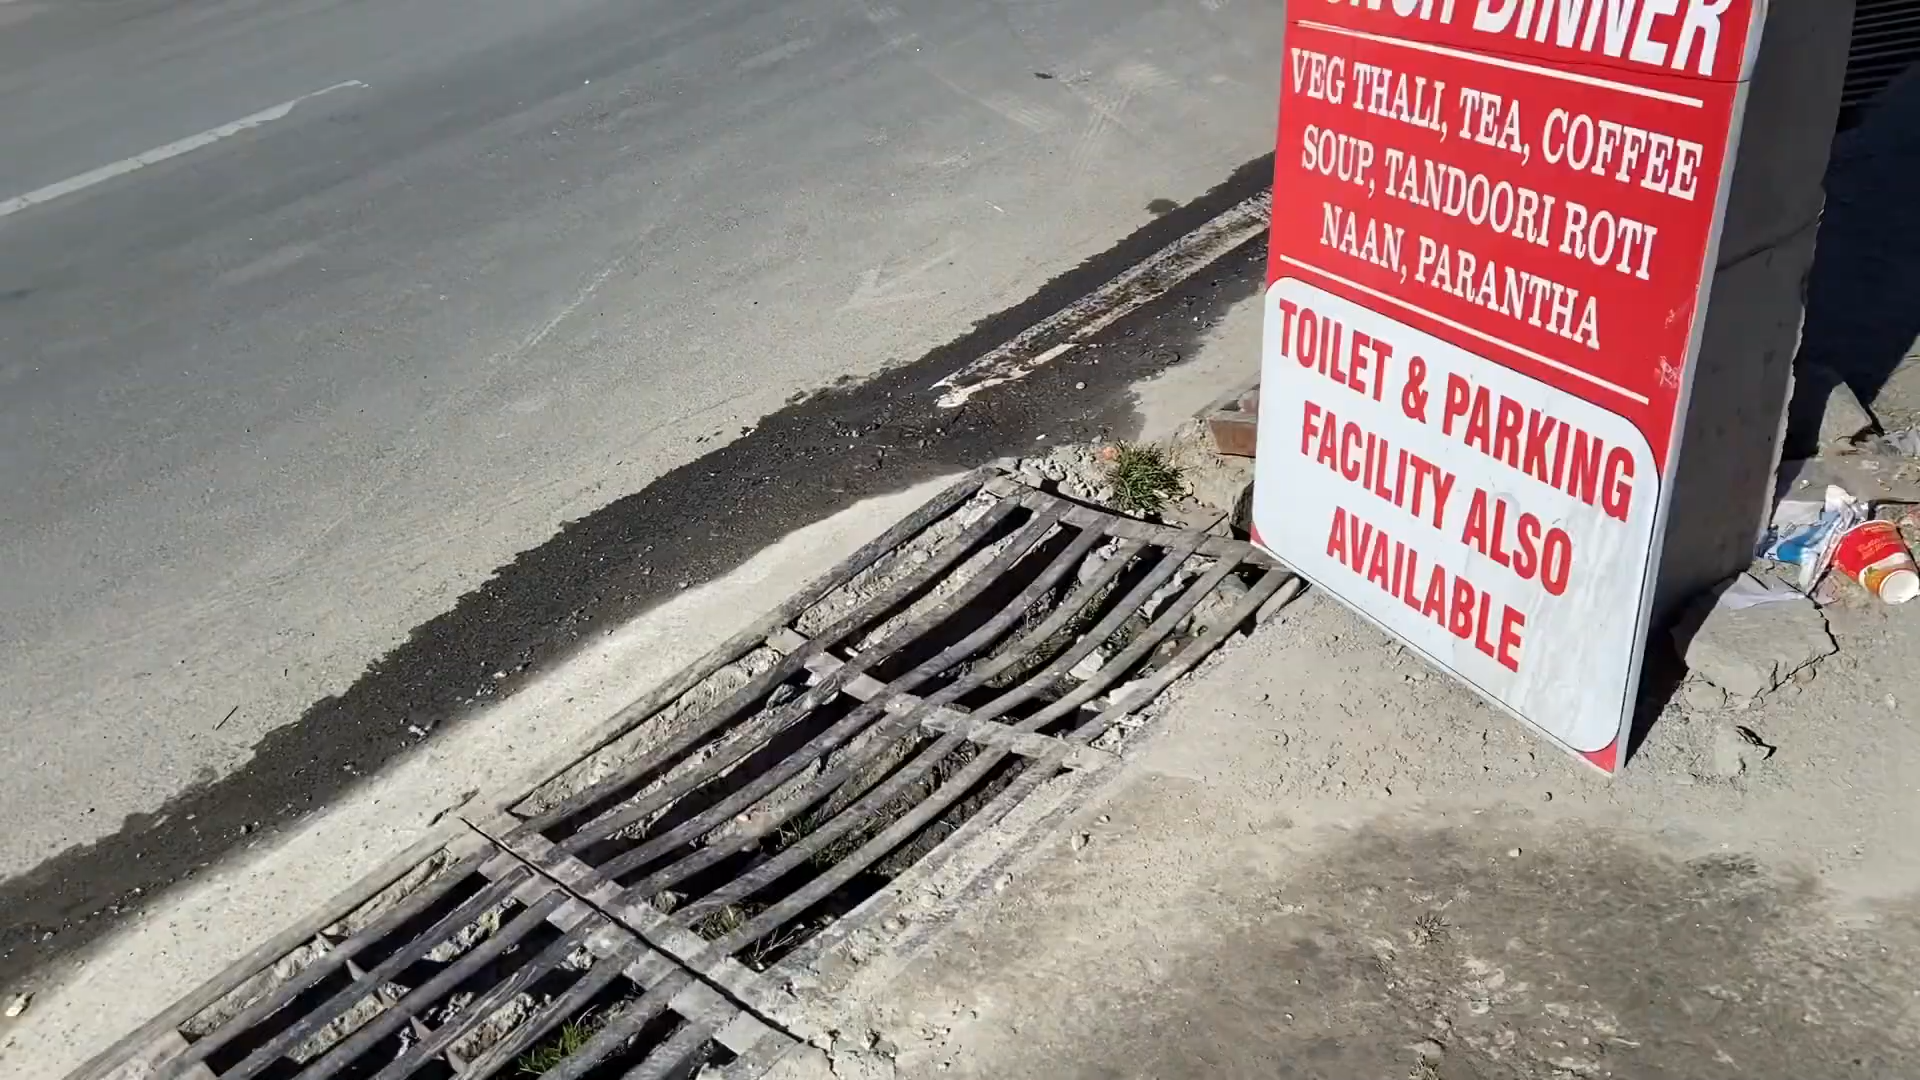 DINNER
VEG THALI, TEA, COFFEE
SOUP, TANDOORI ROTI
NAAN, PARANTHA
TOILET & PARKING
FACILITY ALSO
AVAILABLE